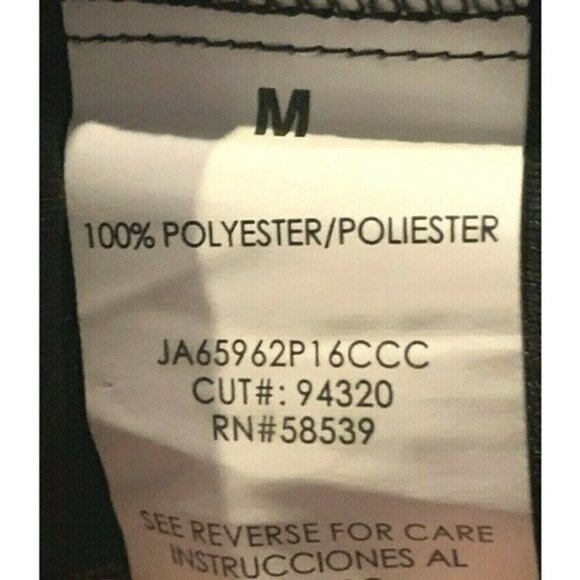 M
100% POLYESTER/POLIESTER
JA65962P16CCC
CUT#: 94320
RN#58539
SEE REVERSE FOR CARE
INSTRUCCIONES AL